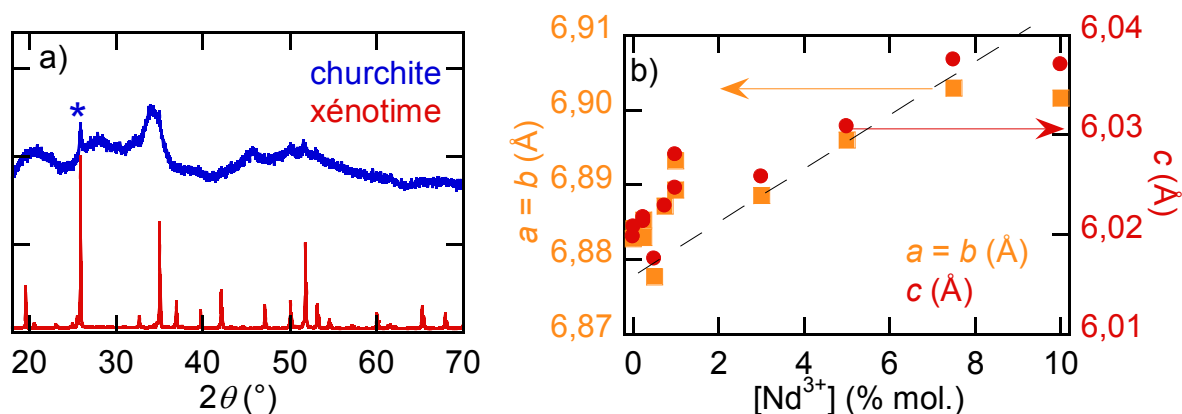 a)
churchite
xénotime
*
20 30 40 50 60 70
2θ (°)
b)
6,91
6,90
6,89
6,88
6,87
a = b (Å)
6,04
6,03
6,02
6,01
c (Å)
a = b (Å)
c (Å)
0 2 4 6 8 10
[Nd³⁺] (% mol.)